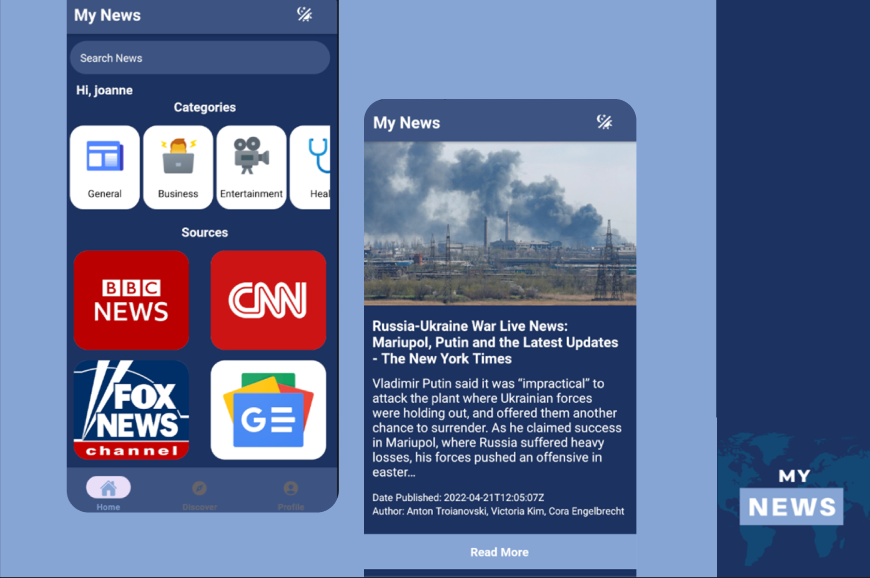 My News
Search News
Hi, joanne
Categories
General
Business
Entertainment
Heal
Sources
BBC
NEWS
CNN
FOX
NEWS
channel
GE
Home
Discover
Profile
My News
Russia-Ukraine War Live News:
Mariupol, Putin and the Latest Updates
- The New York Times
Vladimir Putin said it was “impractical” to
attack the plant where Ukrainian forces
were holding out, and offered them another
chance to surrender. As he claimed success
in Mariupol, where Russia suffered heavy
losses, his forces pushed an offensive in
easter...
Date Published: 2022-04-21T12:05:07Z
Author: Anton Troianovski, Victoria Kim, Cora Engelbrecht
Read More
MY
NEWS